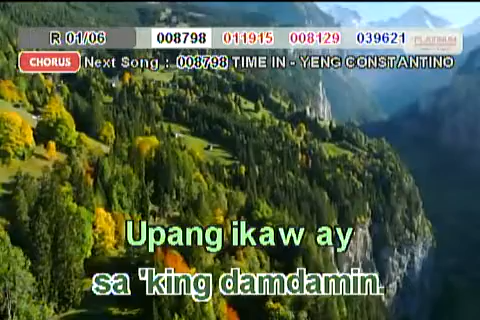 R 01/06 008798 011915 008129 039621 PLATINUM
CHORUS Next Song : 008798 TIME IN - YENG CONSTANTINO
Upang ikaw ay
sa 'king damdamin.